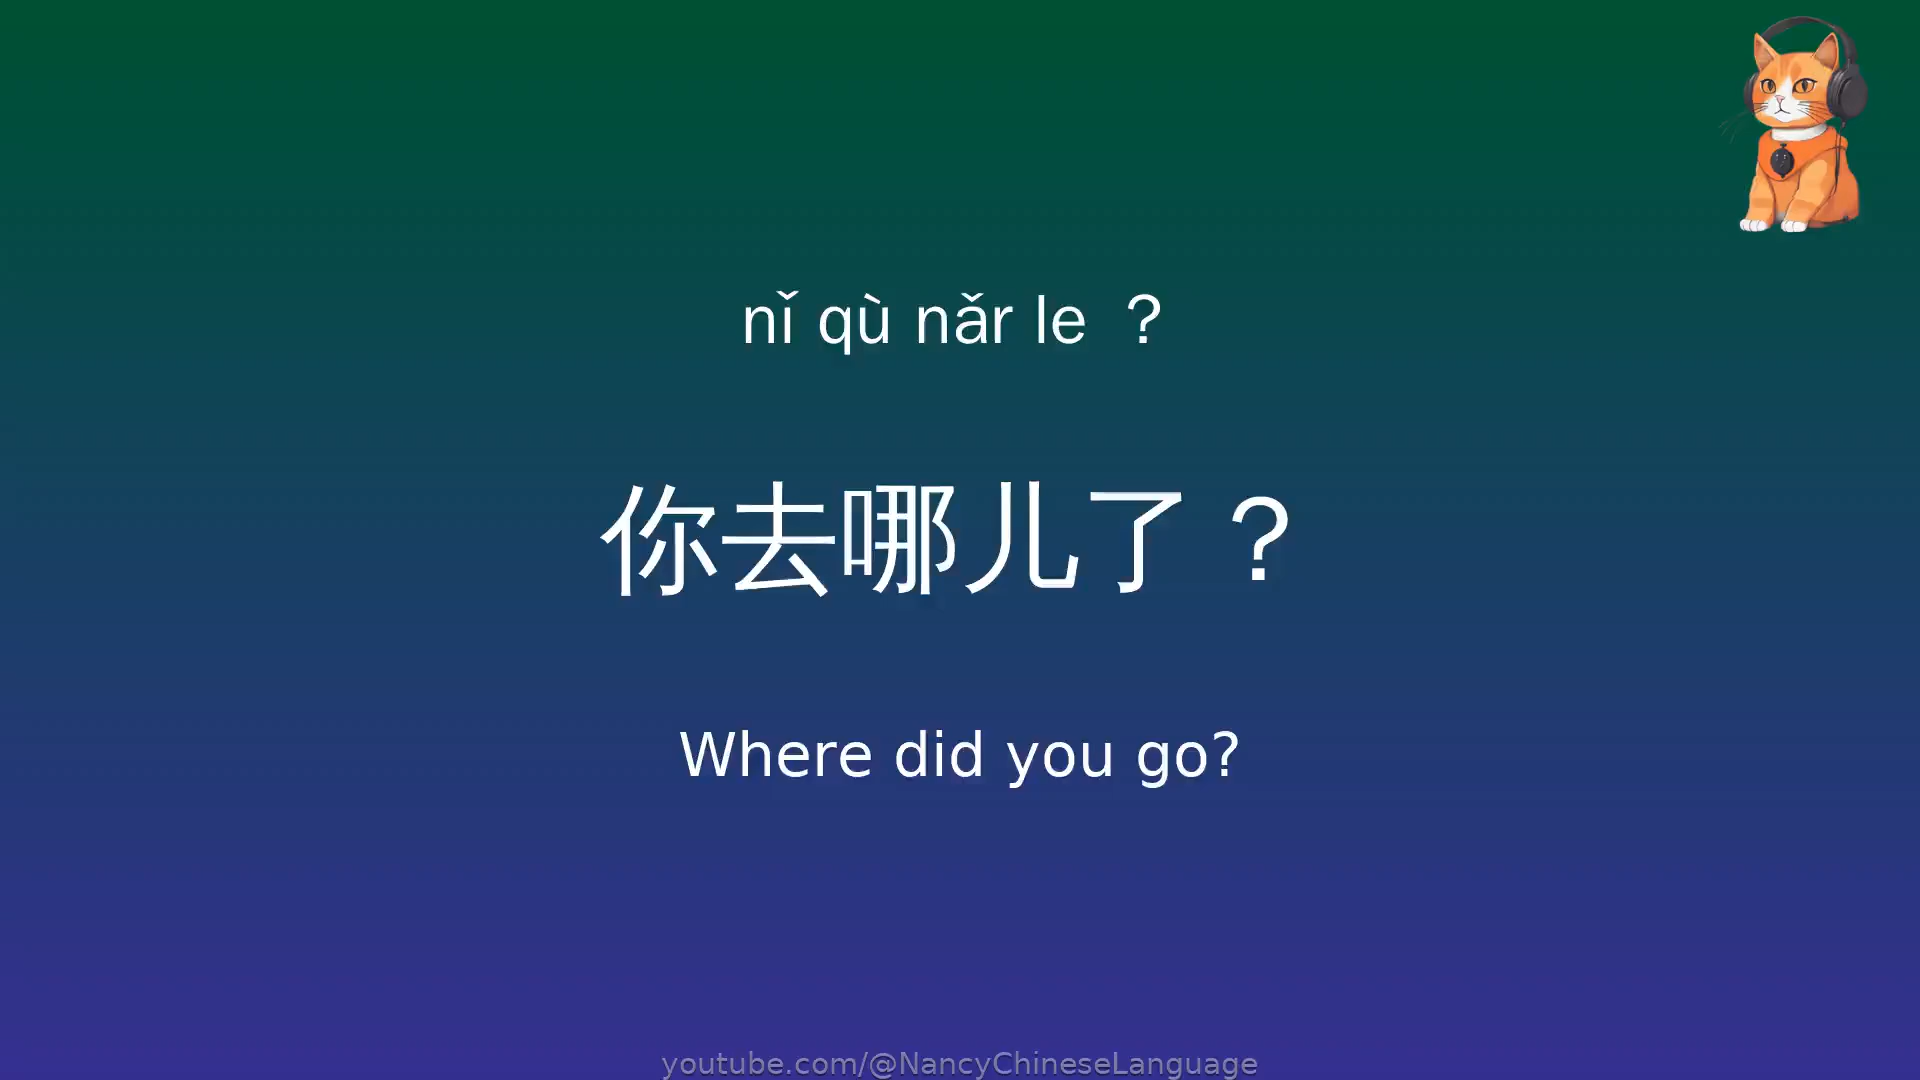 nǐ qù nǎr le ？
你去哪儿了？
Where did you go?
youtube.com/@NancyChineseLanguage